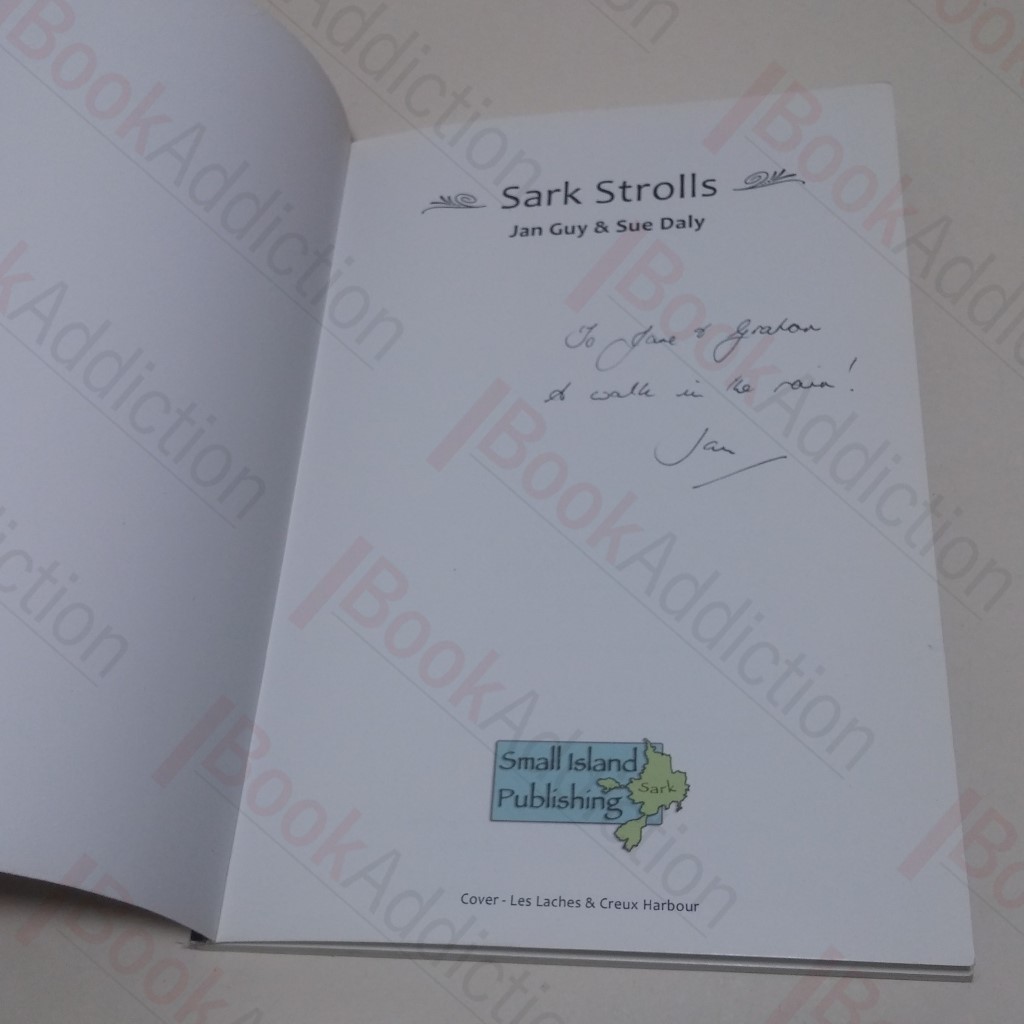 Sark Strolls
Jan Guy & Sue Daly
To Jane & Graham
A walk in the rain!
Jan
Small Island
Publishing
Sark
Cover - Les Laches & Creux Harbour
BookAddiction